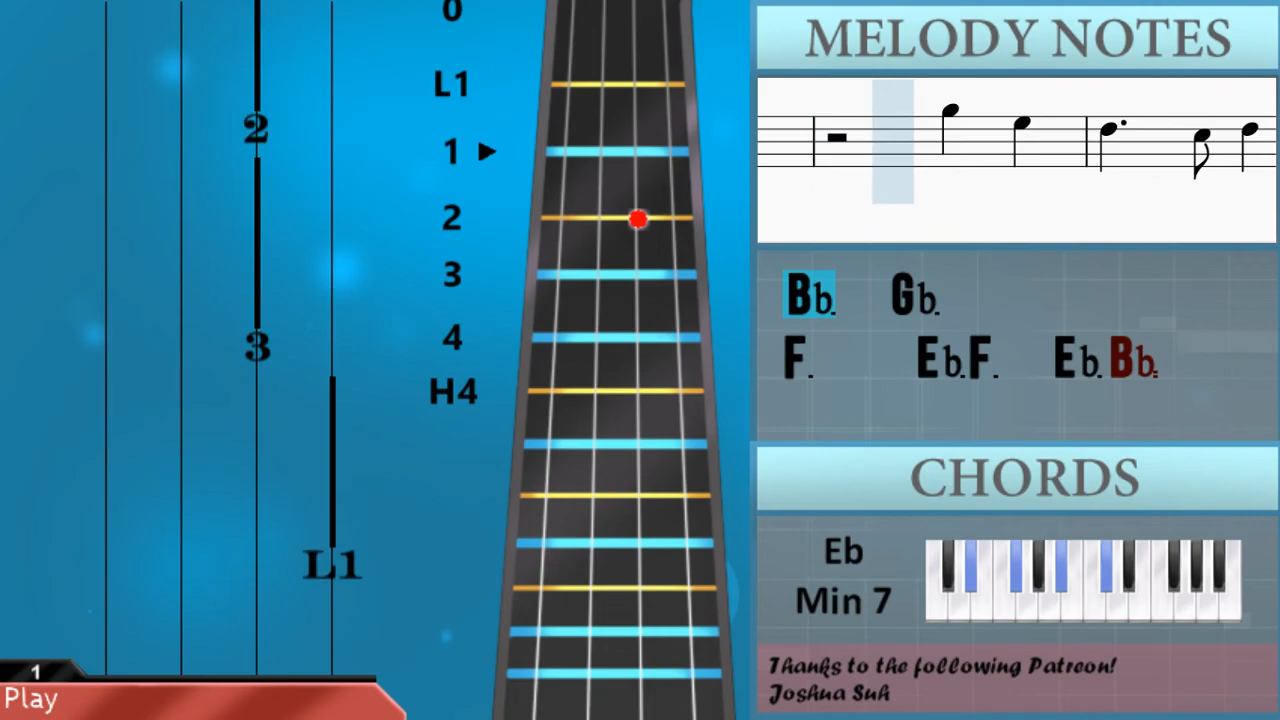 0
L1
1
2
3
4
H4
2
3
L1
1
Play
MELODY NOTES
Bb. Gb.
F. Eb.F. Eb.Bb.
CHORDS
Eb
Min 7
Thanks to the following Patreon!
Joshua Suh